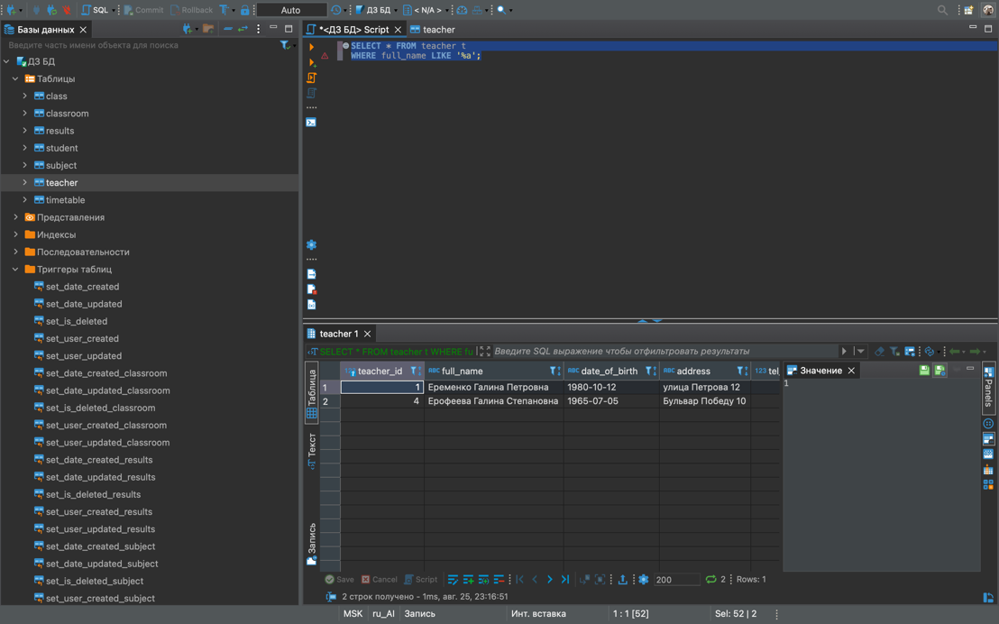 SQL Commit Rollback T Auto ДЗ БД < N/A >
Базы данных
Введите часть имени объекта для поиска
ДЗ БД
Таблицы
class
classroom
results
student
subject
teacher
timetable
Представления
Индексы
Последовательности
Триггеры таблиц
set_date_created
set_date_updated
set_is_deleted
set_user_created
set_user_updated
set_date_created_classroom
set_date_updated_classroom
set_is_deleted_classroom
set_user_created_classroom
set_user_updated_classroom
set_date_created_results
set_date_updated_results
set_is_deleted_results
set_user_created_results
set_user_updated_results
set_date_created_subject
set_date_updated_subject
set_is_deleted_subject
set_user_created_subject
*<ДЗ БД> Script teacher
SELECT * FROM teacher t
WHERE full_name LIKE '%a';
teacher 1
SELECT * FROM teacher t WHERE fu Введите SQL выражение чтобы отфильтровать результаты
Таблица
Текст
Запись
123 teacher_id ABC full_name ABC date_of_birth ABC address 123 tel
1 1 Еременко Галина Петровна 1980-10-12 улица Петрова 12
2 4 Ерофеева Галина Степановна 1965-07-05 Бульвар Победу 10
Значение
1
Panels
Save Cancel Script 200 2 Rows: 1
2 строк получено - 1ms, авг. 25, 23:16:51
MSK ru_AI Запись Инт. вставка 1 : 1 [52] Sel: 52 | 2